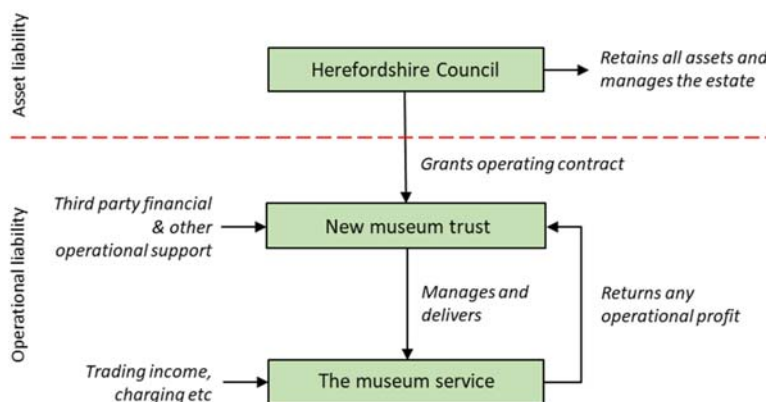 Asset liability
Herefordshire Council
Retains all assets and
manages the estate
Grants operating contract
Operational liability
Third party financial
& other
operational support
New museum trust
Manages and
delivers
Returns any
operational profit
Trading income,
charging etc
The museum service